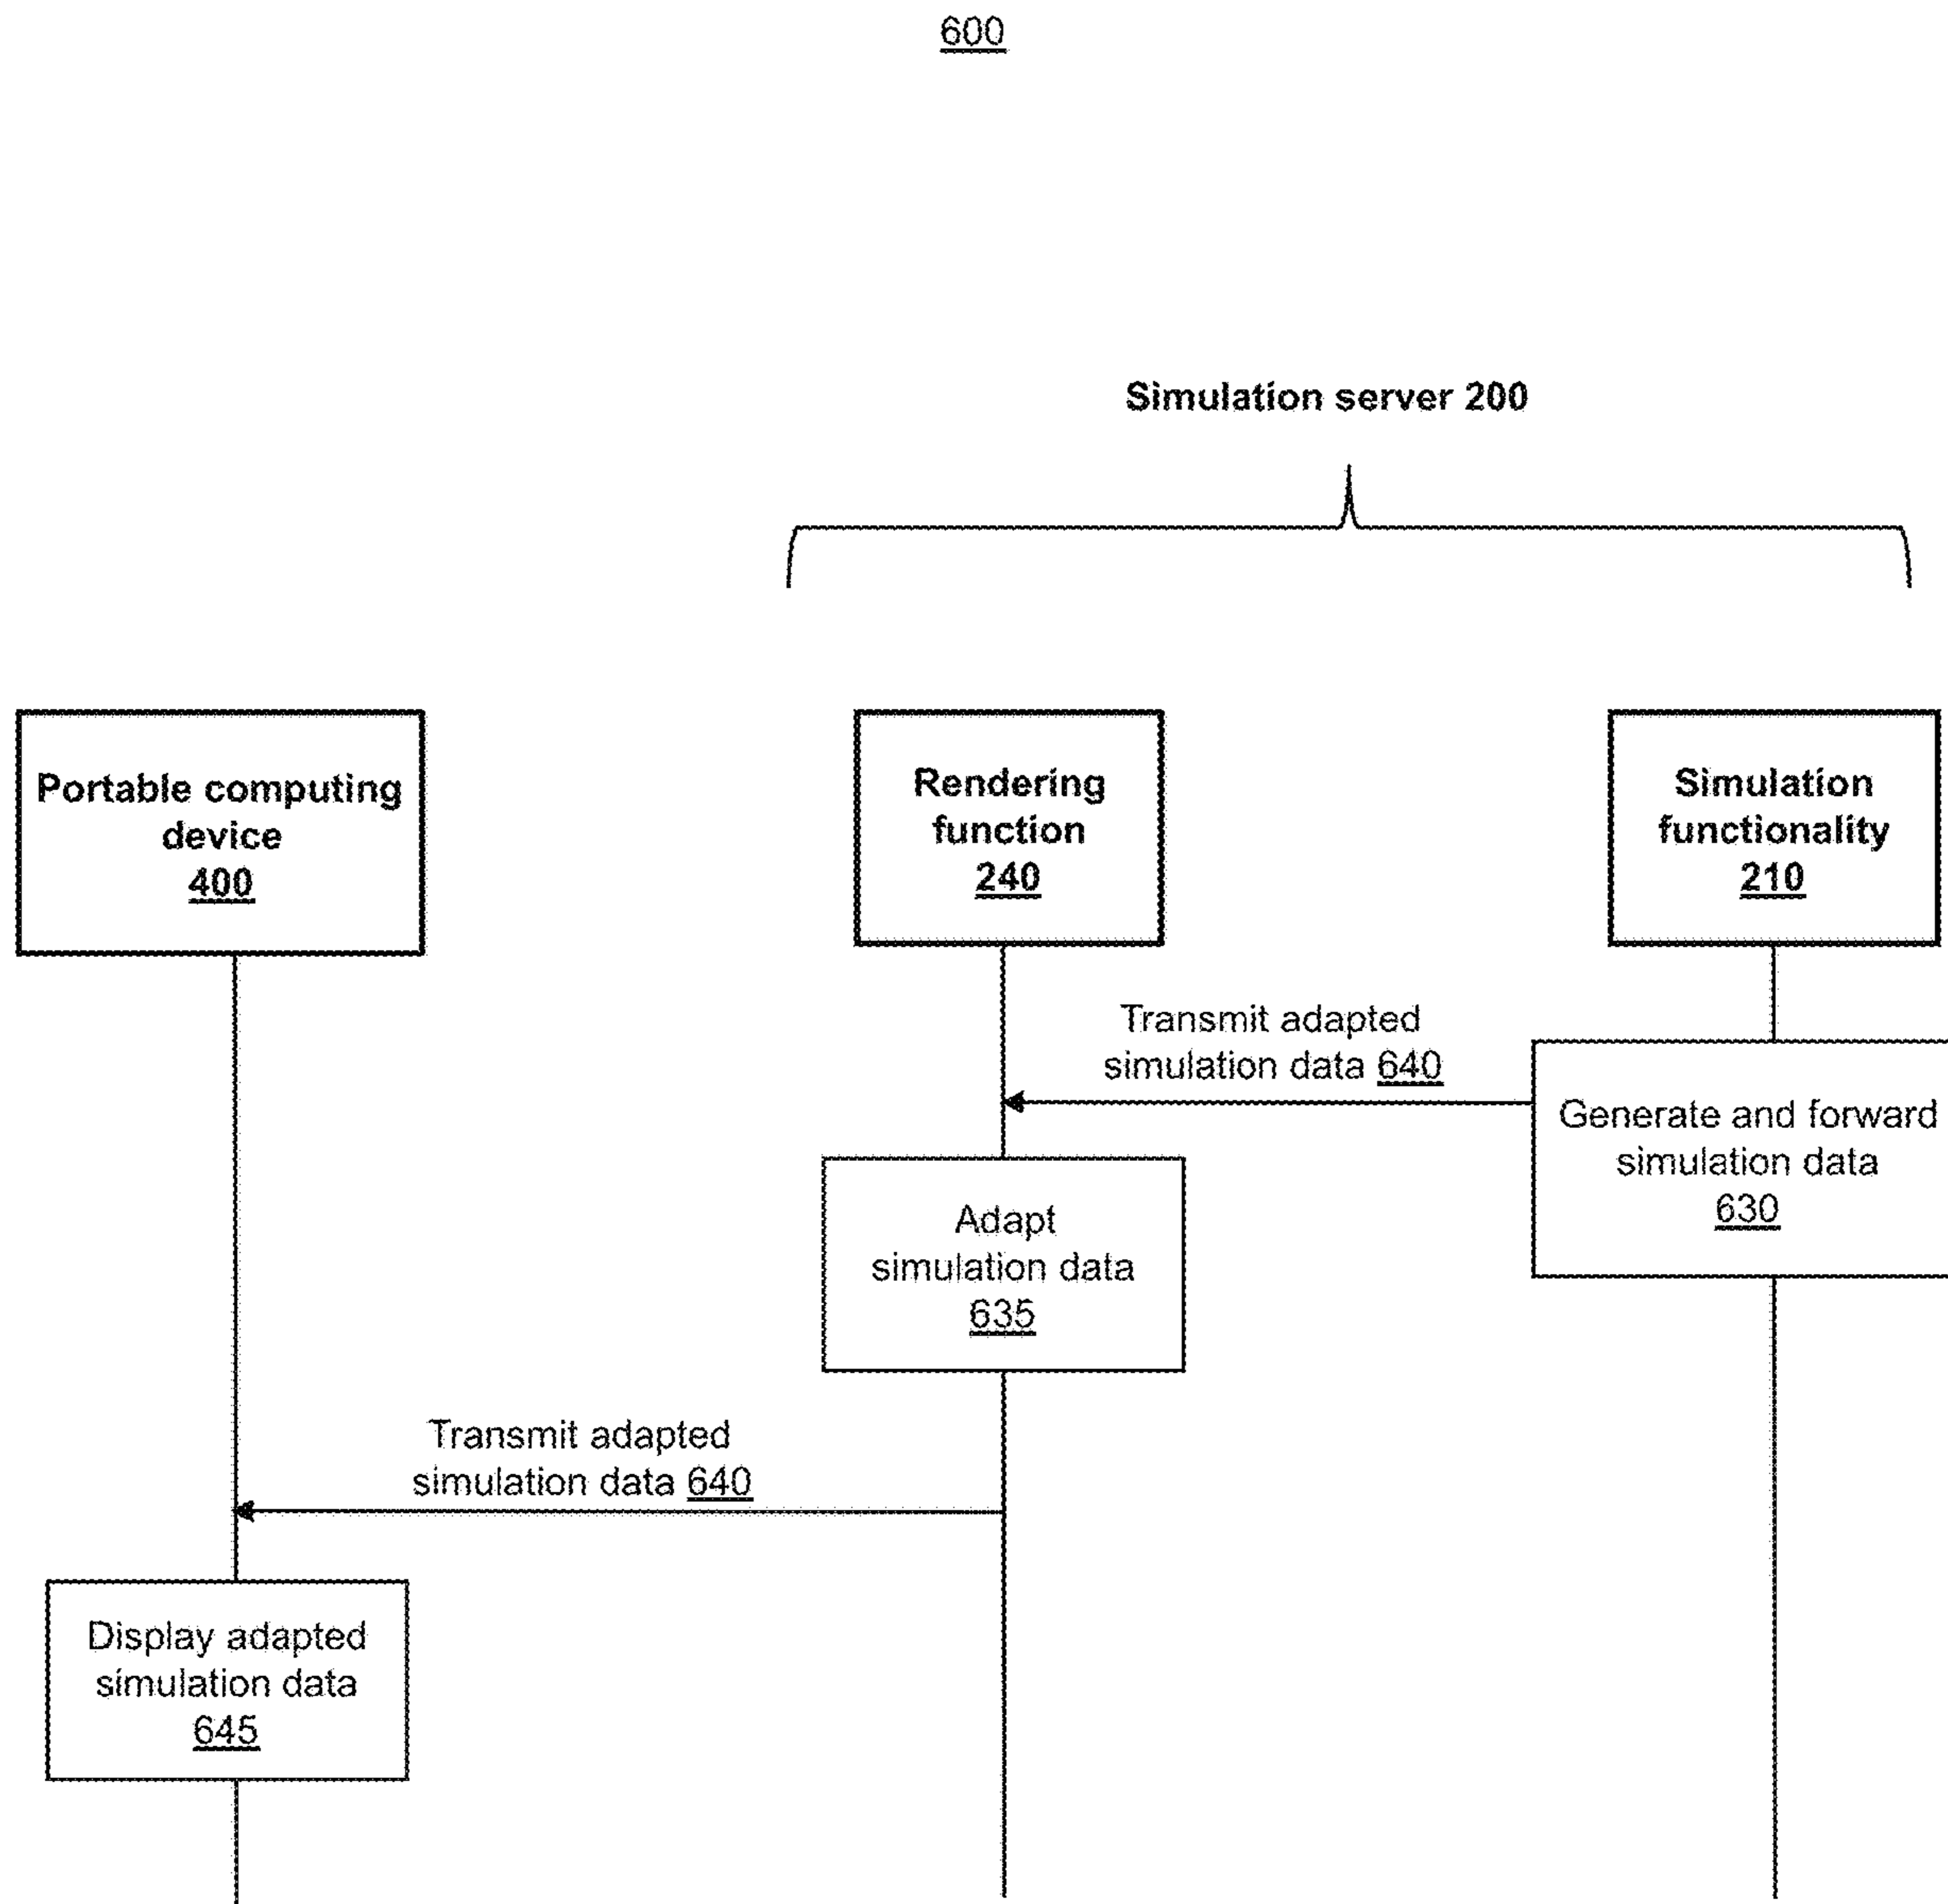 600
Simulation server 200
Portable computing
device
400
Rendering
function
240
Simulation
functionality
210
Transmit adapted
simulation data 640
Generate and forward
simulation data
630
Adapt
simulation data
635
Transmit adapted
simulation data 640
Display adapted
simulation data
645